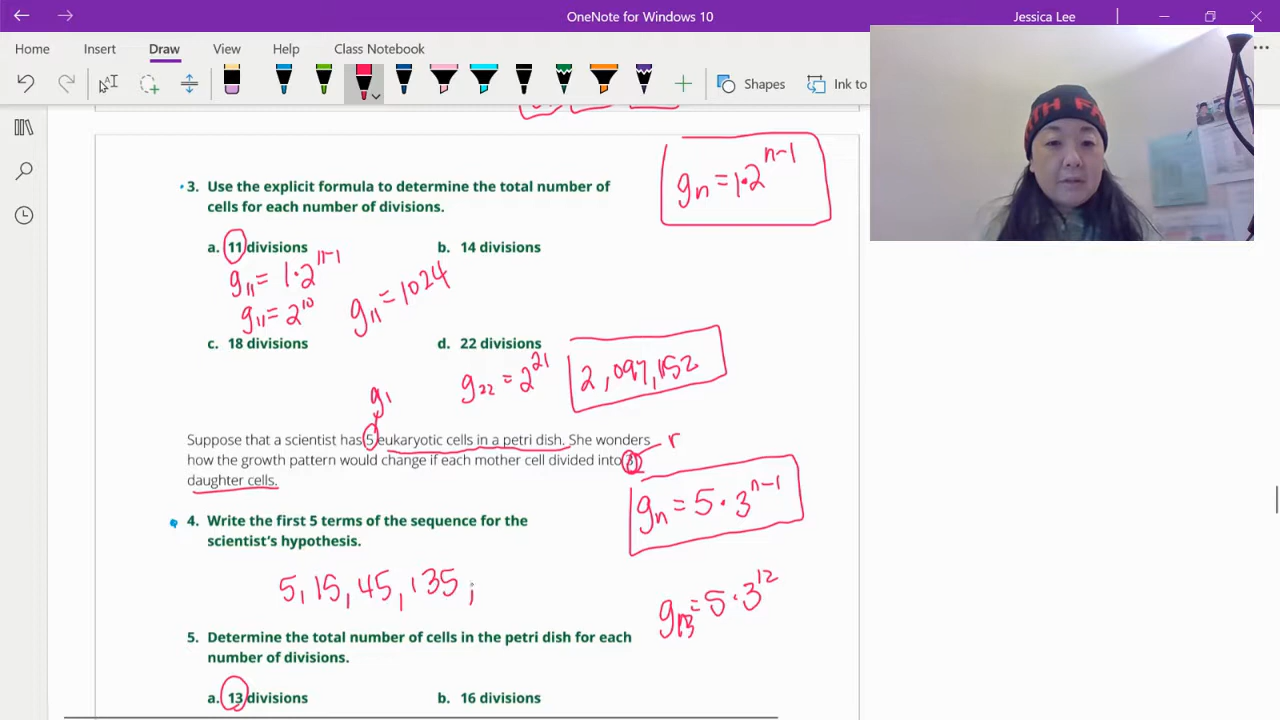 OneNote for Windows 10
Jessica Lee
Home Insert Draw View Help Class Notebook
Shapes Ink to
gn = 1·2^n-1
3. Use the explicit formula to determine the total number of
cells for each number of divisions.
a. 11 divisions b. 14 divisions
g11 = 1·2^11-1
g11 = 2^10 g11 = 1024
c. 18 divisions d. 22 divisions
g22 = 2^21 2,097,152
g1
Suppose that a scientist has 5 eukaryotic cells in a petri dish. She wonders
r
how the growth pattern would change if each mother cell divided into 3
daughter cells.
gn = 5·3^n-1
4. Write the first 5 terms of the sequence for the
scientist's hypothesis.
5, 15, 45, 135,
g13 = 5·3^12
5. Determine the total number of cells in the petri dish for each
number of divisions.
a. 13 divisions b. 16 divisions